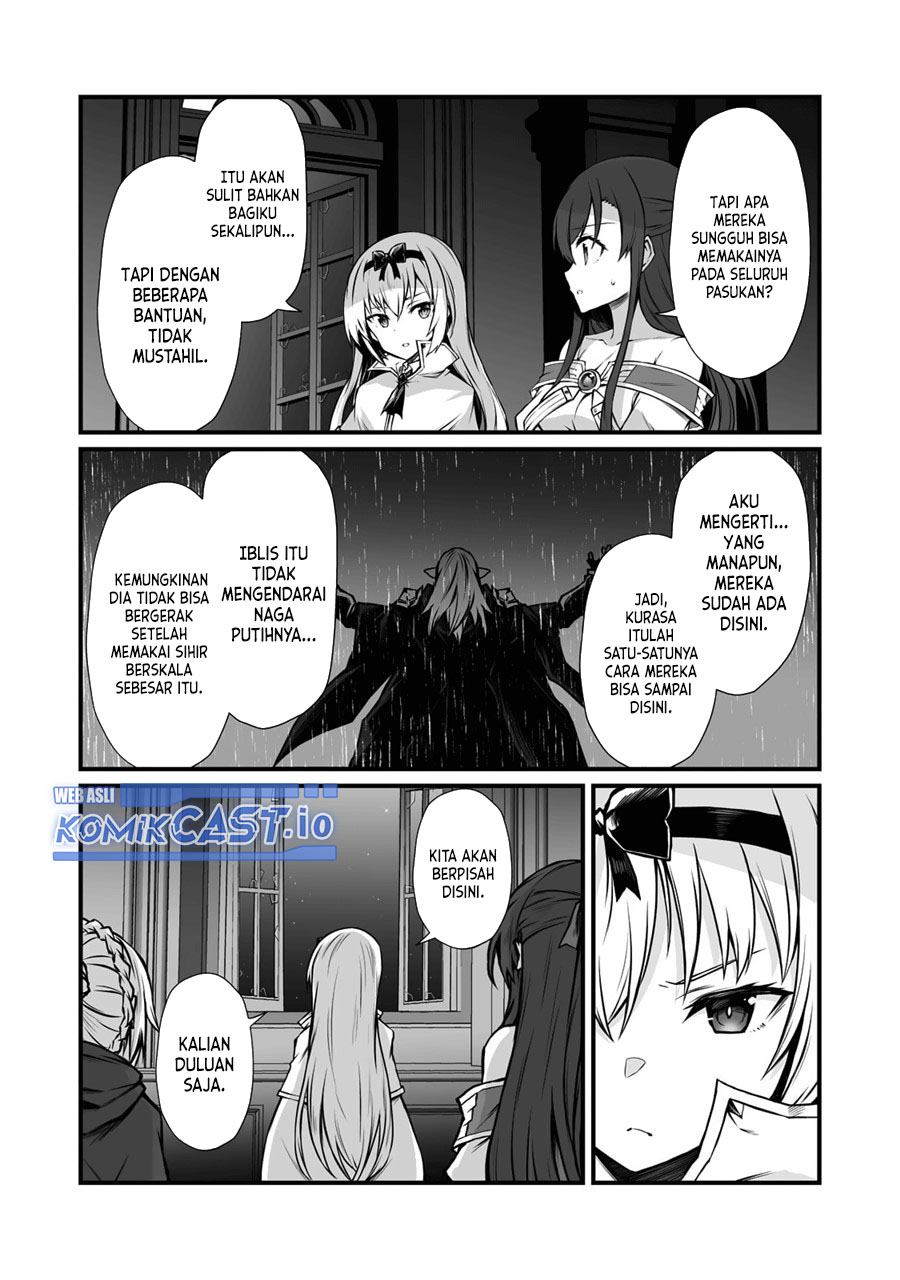 TAPI APA
MEREKA
SUNGGUH BISA
MEMAKAINYA
PADA SELURUH
PASUKAN?
ITU AKAN
SULIT BAHKAN
BAGIKU
SEKALIPUN...
TAPI DENGAN
BEBERAPA
BANTUAN,
TIDAK
MUSTAHIL.
AKU
MENGERTI...
YANG
MANAPUN,
MEREKA
SUDAH ADA
DISINI.
JADI,
KURASA
ITULAH
SATU-SATUNYA
CARA MEREKA
BISA SAMPAI
DISINI.
IBLIS ITU
TIDAK
MENGENDARAI
NAGA
PUTIHNYA...
KEMUNGKINAN
DIA TIDAK BISA
BERGERAK
SETELAH
MEMAKAI SIHIR
BERSKALA
SEBESAR ITU.
KITA AKAN
BERPISAH
DISINI.
KALIAN
DULUAN
SAJA.
WEB ASLI
KOMIKCAST.iO